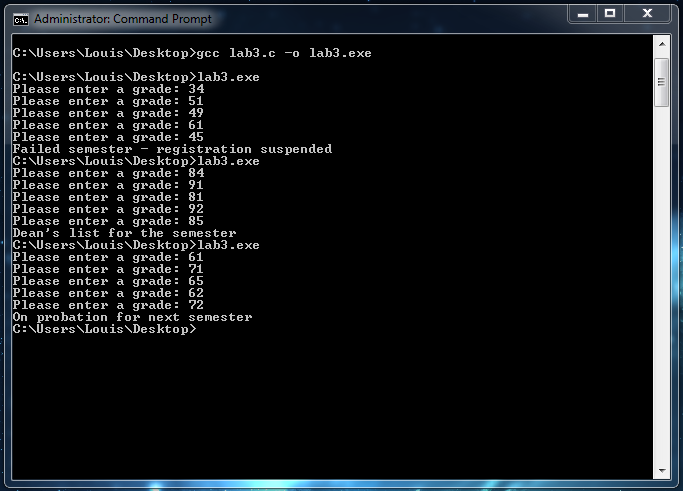 Administrator: Command Prompt
C:\Users\Louis\Desktop>gcc lab3.c -o lab3.exe
C:\Users\Louis\Desktop>lab3.exe
Please enter a grade: 34
Please enter a grade: 51
Please enter a grade: 49
Please enter a grade: 61
Please enter a grade: 45
Failed semester - registration suspended
C:\Users\Louis\Desktop>lab3.exe
Please enter a grade: 84
Please enter a grade: 91
Please enter a grade: 81
Please enter a grade: 92
Please enter a grade: 85
Dean's list for the semester
C:\Users\Louis\Desktop>lab3.exe
Please enter a grade: 61
Please enter a grade: 71
Please enter a grade: 65
Please enter a grade: 62
Please enter a grade: 72
On probation for next semester
C:\Users\Louis\Desktop>